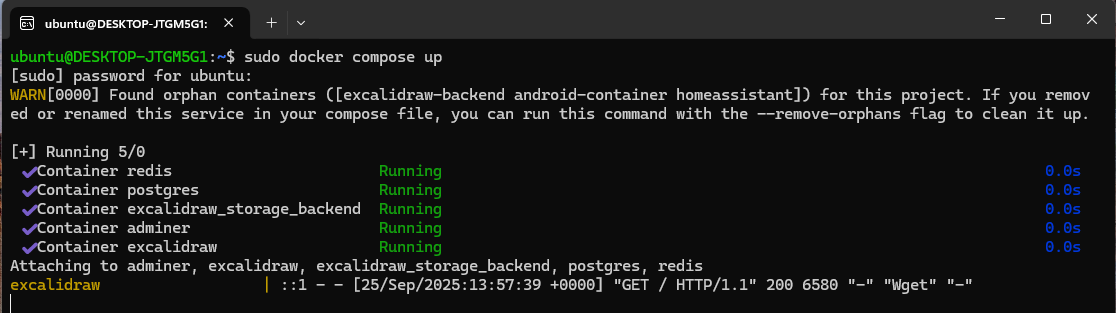 ubuntu@DESKTOP-JTGM5G1:
ubuntu@DESKTOP-JTGM5G1:~$ sudo docker compose up
[sudo] password for ubuntu:
WARN[0000] Found orphan containers ([excalidraw-backend android-container homeassistant]) for this project. If you remov
ed or renamed this service in your compose file, you can run this command with the --remove-orphans flag to clean it up.
[+] Running 5/0
✔Container redis Running 0.0s
✔Container postgres Running 0.0s
✔Container excalidraw_storage_backend Running 0.0s
✔Container adminer Running 0.0s
✔Container excalidraw Running 0.0s
Attaching to adminer, excalidraw, excalidraw_storage_backend, postgres, redis
excalidraw | ::1 - - [25/Sep/2025:13:57:39 +0000] "GET / HTTP/1.1" 200 6580 "-" "Wget" "-"